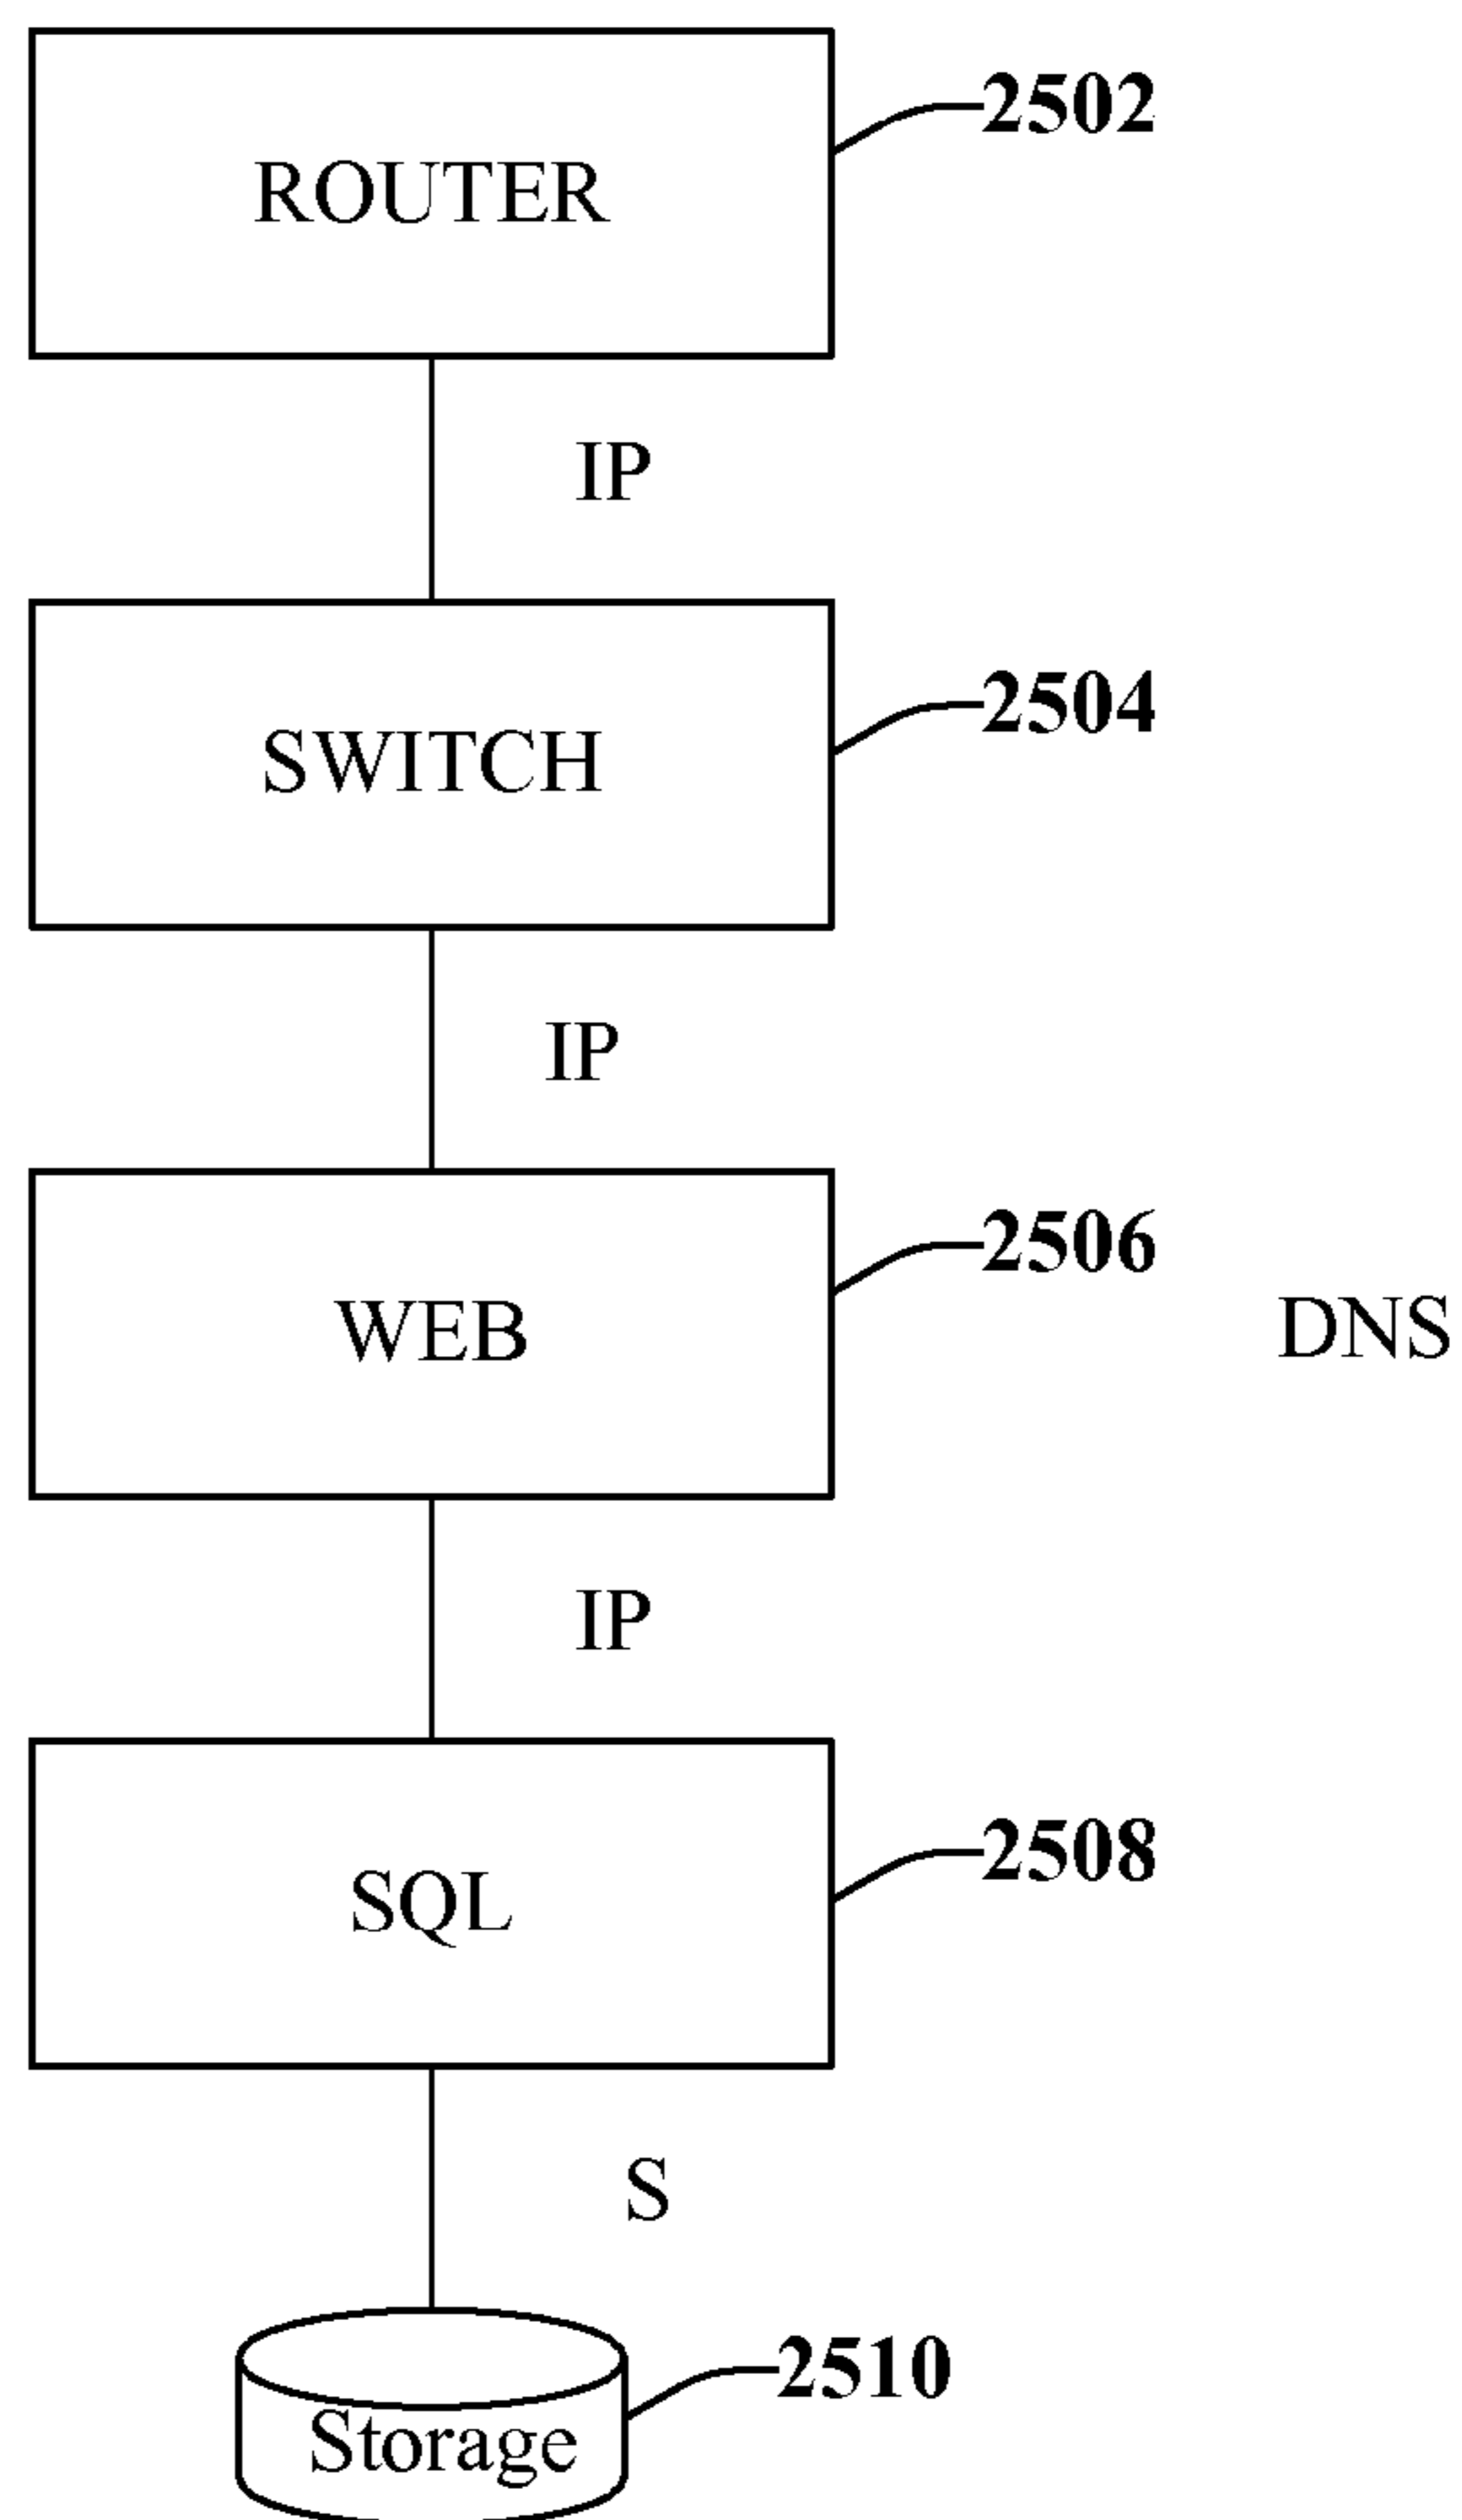 2502
ROUTER
IP
2504
SWITCH
IP
2506
WEB
DNS
IP
2508
SQL
S
2510
Storage